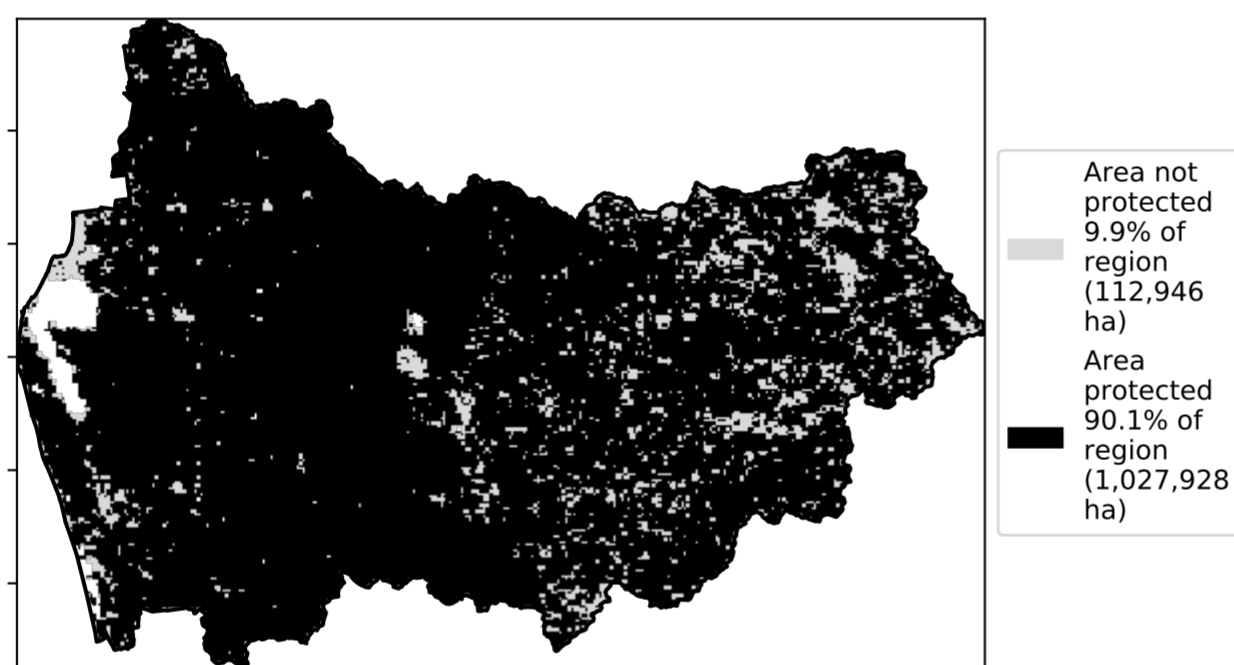 Area not
protected
9.9% of
region
(112,946
ha)
Area
protected
90.1% of
region
(1,027,928
ha)